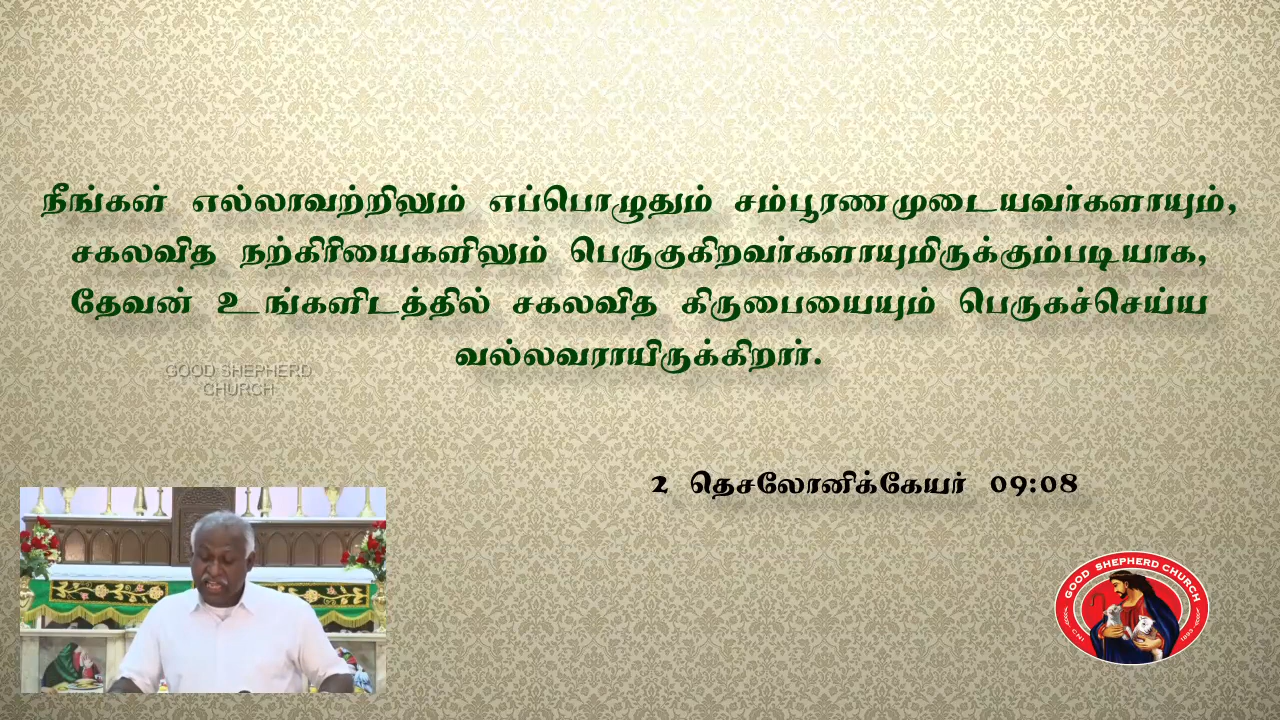 நீங்கள் எல்லாவற்றிலும் எப்பொழுதும் சம்பூரணமுடையவர்களாயும்,
சகலவித நற்கிரியைகளிலும் பெருகுகிறவர்களாயுமிருக்கும்படியாக,
தேவன் உங்களிடத்தில் சகலவித கிருபையையும் பெருகச்செய்ய
வல்லவராயிருக்கிறார்.
GOOD SHEPHERD
CHURCH
2 தெசலோனிக்கேயர் 09:08
GOOD SHEPHERD CHURCH
C.N.I
1991